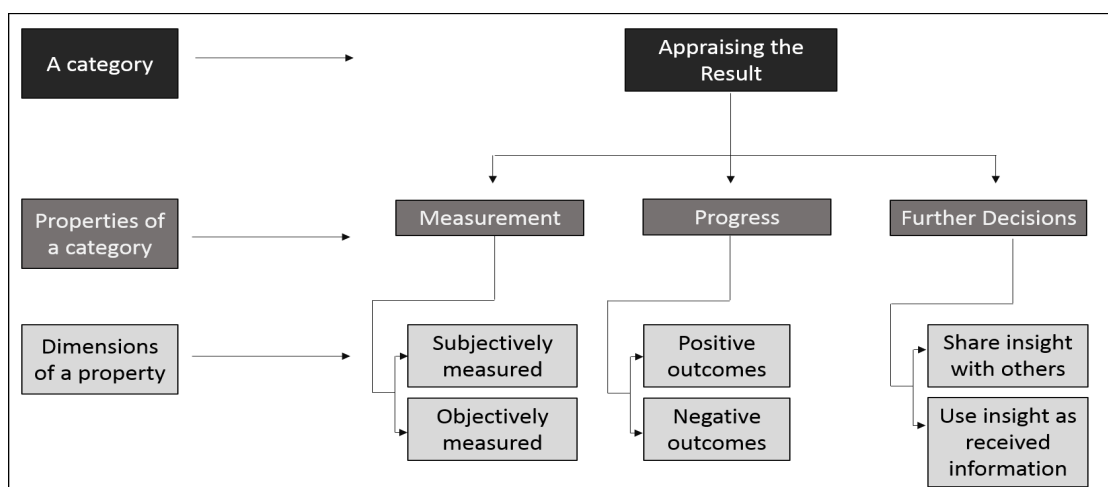 A category
Appraising the
Result
Properties of
a category
Measurement
Progress
Further Decisions
Dimensions
of a property
Subjectively
measured
Positive
outcomes
Share insight
with others
Objectively
measured
Negative
outcomes
Use insight as
received
information